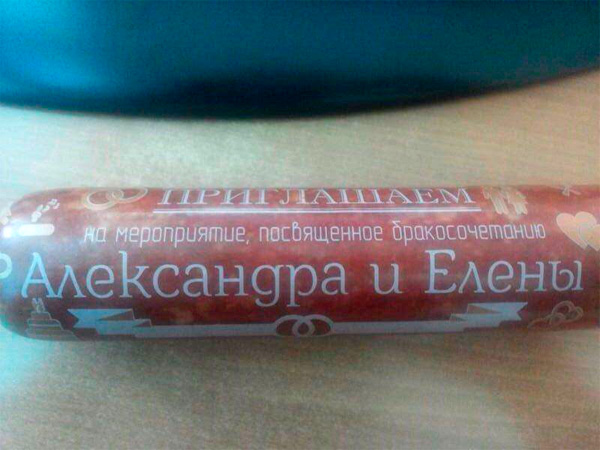 ПРИГЛАШАЕМ
на мероприятие, посвященное бракосочетанию
Александра и Елены